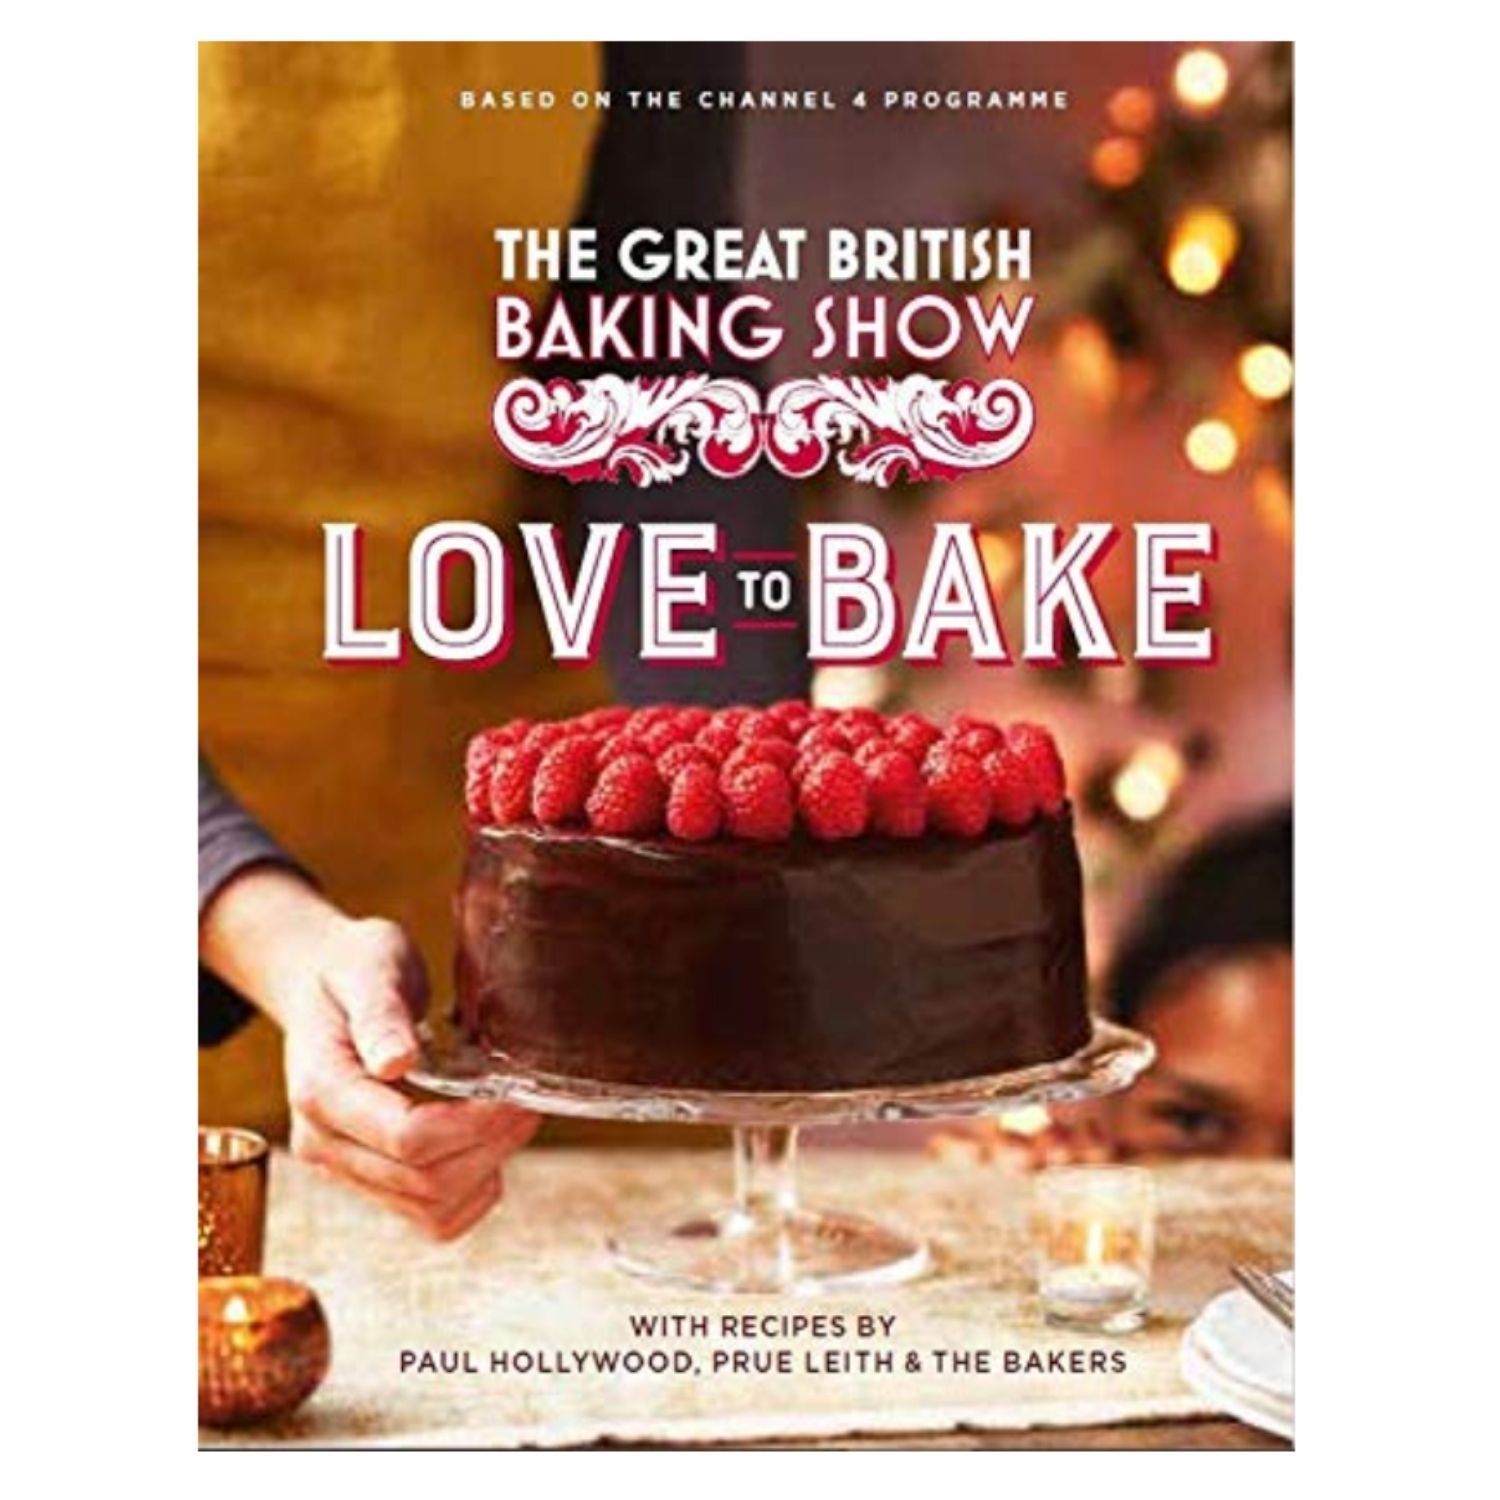 BASED ON THE CHANNEL 4 PROGRAMME
THE GREAT BRITISH
BAKING SHOW
LOVE TO BAKE
WITH RECIPES BY
PAUL HOLLYWOOD, PRUE LEITH & THE BAKERS